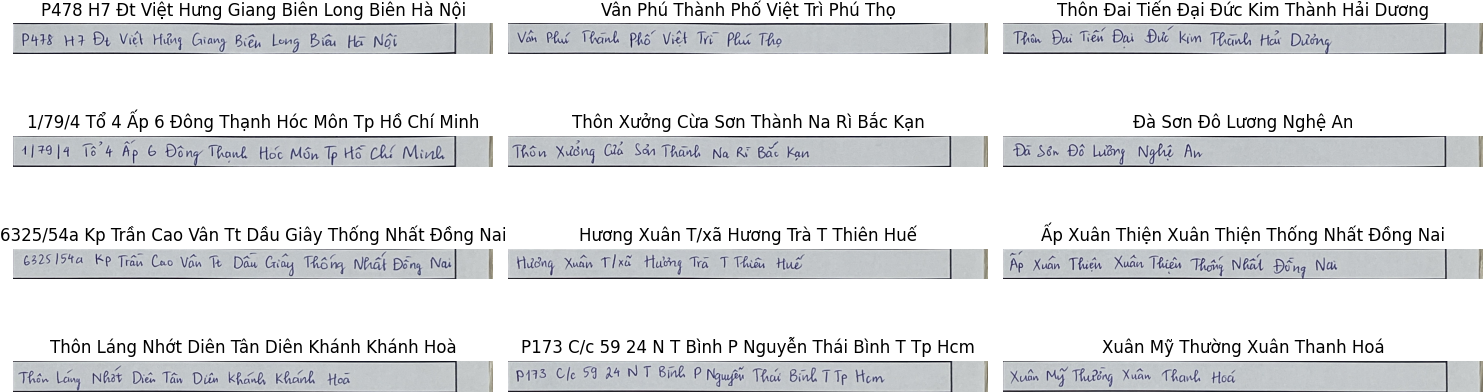 P478 H7 Đt Việt Hưng Giang Biên Long Biên Hà Nội
Vân Phú Thành Phố Việt Trì Phú Thọ
Thôn Đai Tiến Đại Đức Kim Thành Hải Dương
P478 H7 Đt Việt Hưng Giang Biên Long Biên Hà Nội
Vân Phú Thành Phố Việt Trì Phú Thọ
Thôn Đai Tiến Đại Đức Kim Thành Hải Dương
1/79/4 Tổ 4 Ấp 6 Đông Thạnh Hóc Môn Tp Hồ Chí Minh
Thôn Xưởng Cừa Sơn Thành Na Rì Bắc Kạn
Đà Sơn Đô Lương Nghệ An
1/79/4 Tổ 4 Ấp 6 Đông Thạnh Hóc Môn Tp Hồ Chí Minh
Thôn Xưởng Cừa Sơn Thành Na Rì Bắc Kạn
Đà Sơn Đô Lương Nghệ An
6325/54a Kp Trần Cao Vân Tt Dầu Giây Thống Nhất Đồng Nai
Hương Xuân T/xã Hương Trà T Thiên Huế
Ấp Xuân Thiện Xuân Thiện Thống Nhất Đồng Nai
6325/54a Kp Trần Cao Vân Tt Dầu Giây Thống Nhất Đồng Nai
Hương Xuân T/xã Hương Trà T Thiên Huế
Ấp Xuân Thiện Xuân Thiện Thống Nhất Đồng Nai
Thôn Láng Nhớt Diên Tân Diên Khánh Khánh Hoà
P173 C/c 59 24 N T Bình P Nguyễn Thái Bình T Tp Hcm
Xuân Mỹ Thường Xuân Thanh Hoá
Thôn Láng Nhớt Diên Tân Diên Khánh Khánh Hoà
P173 C/c 59 24 N T Bình P Nguyễn Thái Bình T Tp Hcm
Xuân Mỹ Thường Xuân Thanh Hoá